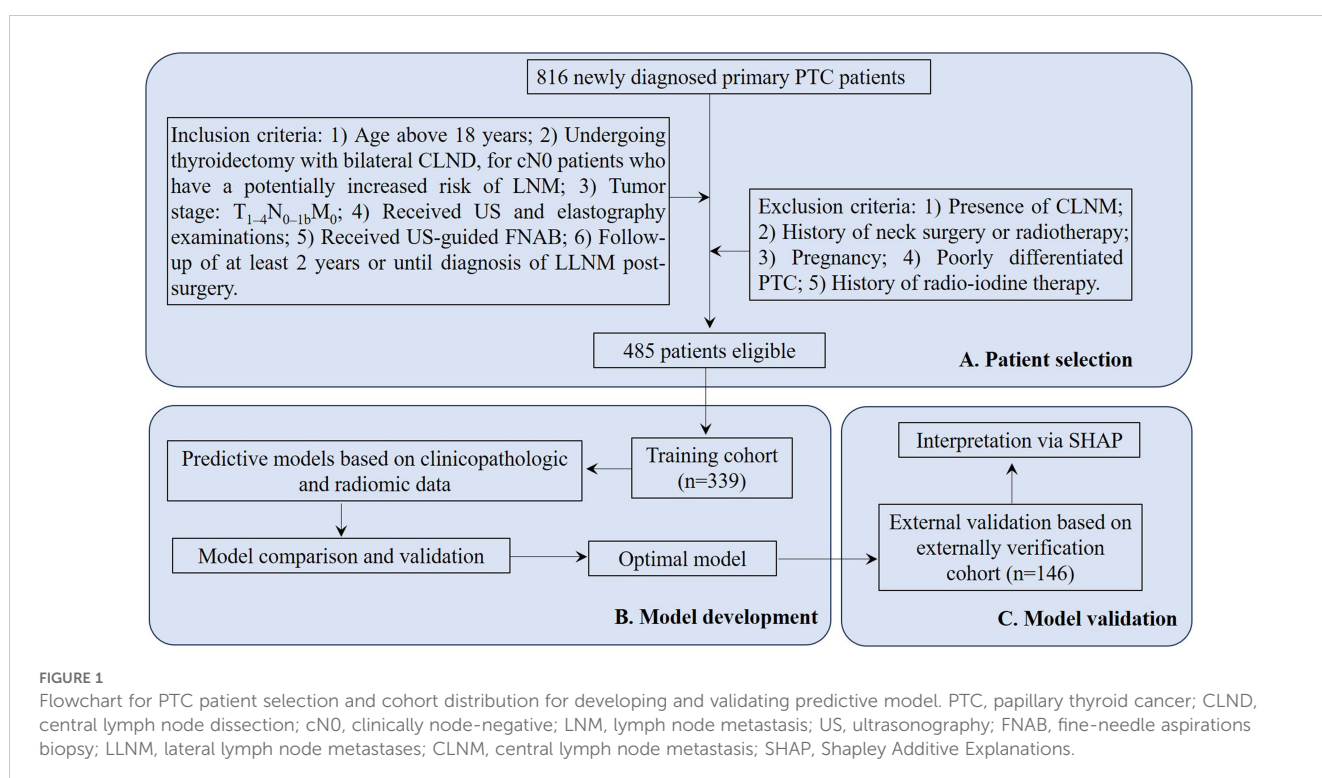 816 newly diagnosed primary PTC patients
Inclusion criteria: 1) Age above 18 years; 2) Undergoing
thyroidectomy with bilateral CLND, for cN0 patients who
have a potentially increased risk of LNM; 3) Tumor
stage: T₁₋₄N₀₋₁bM₀; 4) Received US and elastography
examinations; 5) Received US-guided FNAB; 6) Follow-
up of at least 2 years or until diagnosis of LLNM post-
surgery.
Exclusion criteria: 1) Presence of CLNM;
2) History of neck surgery or radiotherapy;
3) Pregnancy; 4) Poorly differentiated
PTC; 5) History of radio-iodine therapy.
485 patients eligible
A. Patient selection
Training cohort
(n=339)
Predictive models based on clinicopathologic
and radiomic data
Model comparison and validation
Optimal model
B. Model development
Interpretation via SHAP
External validation based on
externally verification
cohort (n=146)
C. Model validation
FIGURE 1
Flowchart for PTC patient selection and cohort distribution for developing and validating predictive model. PTC, papillary thyroid cancer; CLND,
central lymph node dissection; cN0, clinically node-negative; LNM, lymph node metastasis; US, ultrasonography; FNAB, fine-needle aspirations
biopsy; LLNM, lateral lymph node metastases; CLNM, central lymph node metastasis; SHAP, Shapley Additive Explanations.